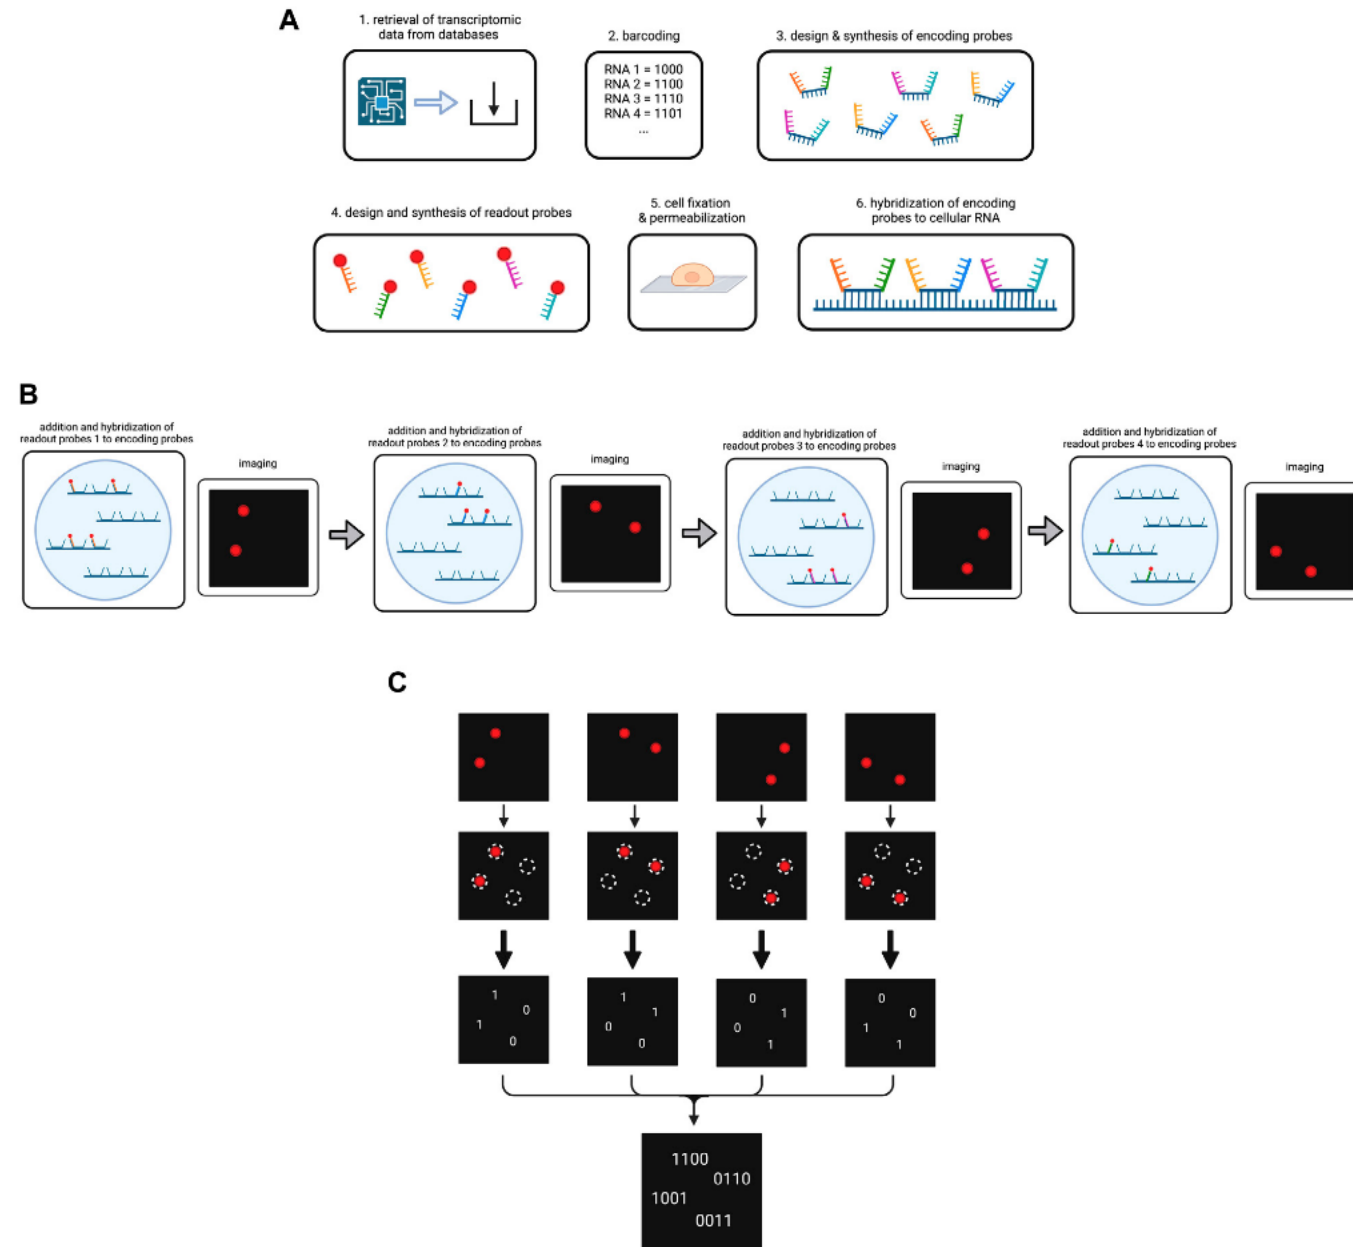 A
1. retrieval of transcriptomic
data from databases
2. barcoding
RNA 1 = 1000
RNA 2 = 1100
RNA 3 = 1110
RNA 4 = 1101
...
3. design & synthesis of encoding probes
4. design and synthesis of readout probes
5. cell fixation
& permeabilization
6. hybridization of encoding
probes to cellular RNA
B
addition and hybridization of
readout probes 1 to encoding probes
imaging
addition and hybridization of
readout probes 2 to encoding probes
imaging
addition and hybridization of
readout probes 3 to encoding probes
imaging
addition and hybridization of
readout probes 4 to encoding probes
imaging
C
1
0
1
0
1
1
0
0
0
1
0
1
0
0
1
1
1100
0110
1001
0011